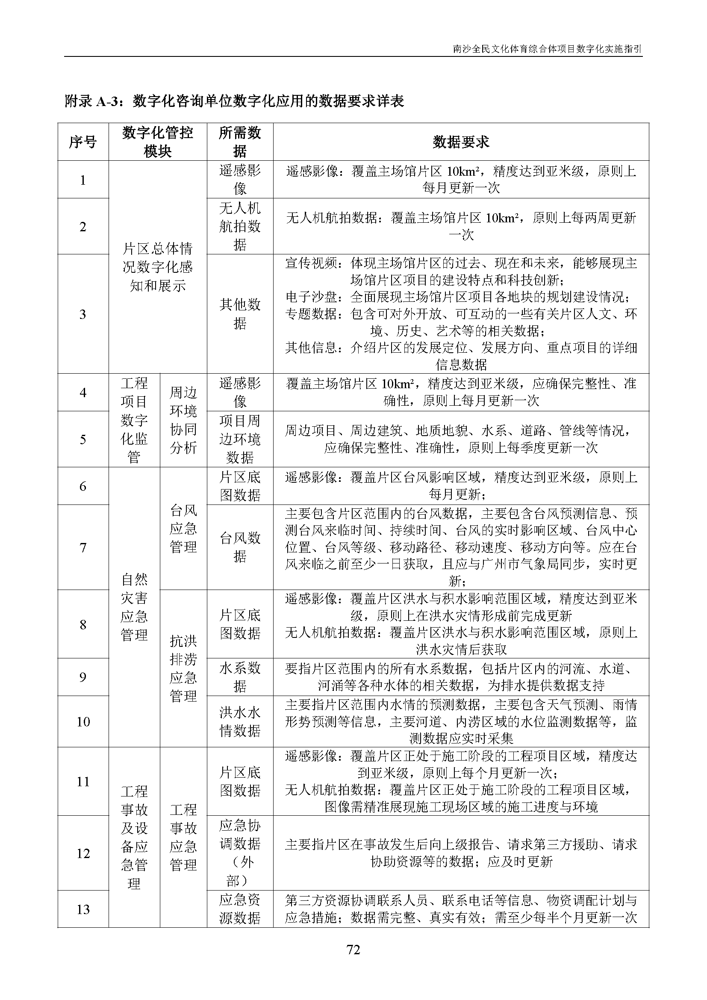 南沙全民文化体育综合体项目数字化实施指引
附录 A-3：数字化咨询单位数字化应用的数据要求详表
序号
数字化管控
模块
所需数
据
数据要求
1
片区总体情
况数字化感
知和展示
遥感影
像
遥感影像：覆盖主场馆片区 10km²，精度达到亚米级，原则上
每月更新一次
2
无人机
航拍数
据
无人机航拍数据：覆盖主场馆片区 10km²，原则上每两周更新
一次
3
其他数
据
宣传视频：体现主场馆片区的过去、现在和未来，能够展现主
场馆片区项目的建设特点和科技创新；
电子沙盘：全面展现主场馆片区项目各地块的规划建设情况；
专题数据：包含可对外开放、可互动的一些有关片区人文、环
境、历史、艺术等的相关数据；
其他信息：介绍片区的发展定位、发展方向、重点项目的详细
信息数据
4
工程
项目
数字
化监
管
周边
环境
协同
分析
遥感影
像
覆盖主场馆片区 10km²，精度达到亚米级，应确保完整性、准
确性，原则上每月更新一次
5
项目周
边环境
数据
周边项目、周边建筑、地质地貌、水系、道路、管线等情况，
应确保完整性、准确性，原则上每季度更新一次
6
自然
灾害
应急
管理
台风
应急
管理
片区底
图数据
遥感影像：覆盖片区台风影响区域，精度达到亚米级，原则上
每月更新；
7
台风数
据
主要包含片区范围内的台风数据，主要包含台风预测信息、预
测台风来临时间、持续时间、台风的实时影响区域、台风中心
位置、台风等级、移动路径、移动速度、移动方向等。应在台
风来临之前至少一日获取，且应与广州市气象局同步，实时更
新；
8
抗洪
排涝
应急
管理
片区底
图数据
遥感影像：覆盖片区洪水与积水影响范围区域，精度达到亚米
级，原则上在洪水灾情形成前完成更新
无人机航拍数据：覆盖片区洪水与积水影响范围区域，原则上
洪水灾情后获取
9
水系数
据
要指片区范围内的所有水系数据，包括片区内的河流、水道、
河涌等各种水体的相关数据，为排水提供数据支持
10
洪水水
情数据
主要指片区范围内水情的预测数据，主要包含天气预测、雨情
形势预测等信息，主要河道、内涝区域的水位监测数据等，监
测数据应实时采集
11
工程
事故
及设
备应
急管
理
工程
事故
应急
管理
片区底
图数据
遥感影像：覆盖片区正处于施工阶段的工程项目区域，精度达
到亚米级，原则上每个月更新一次；
无人机航拍数据：覆盖片区正处于施工阶段的工程项目区域，
图像需精准展现施工现场区域的施工进度与环境
12
应急协
调数据
（外
部）
主要指片区在事故发生后向上级报告、请求第三方援助、请求
协助资源等的数据；应及时更新
13
应急资
源数据
第三方资源协调联系人员、联系电话等信息、物资调配计划与
应急措施；数据需完整、真实有效；需至少每半个月更新一次
72